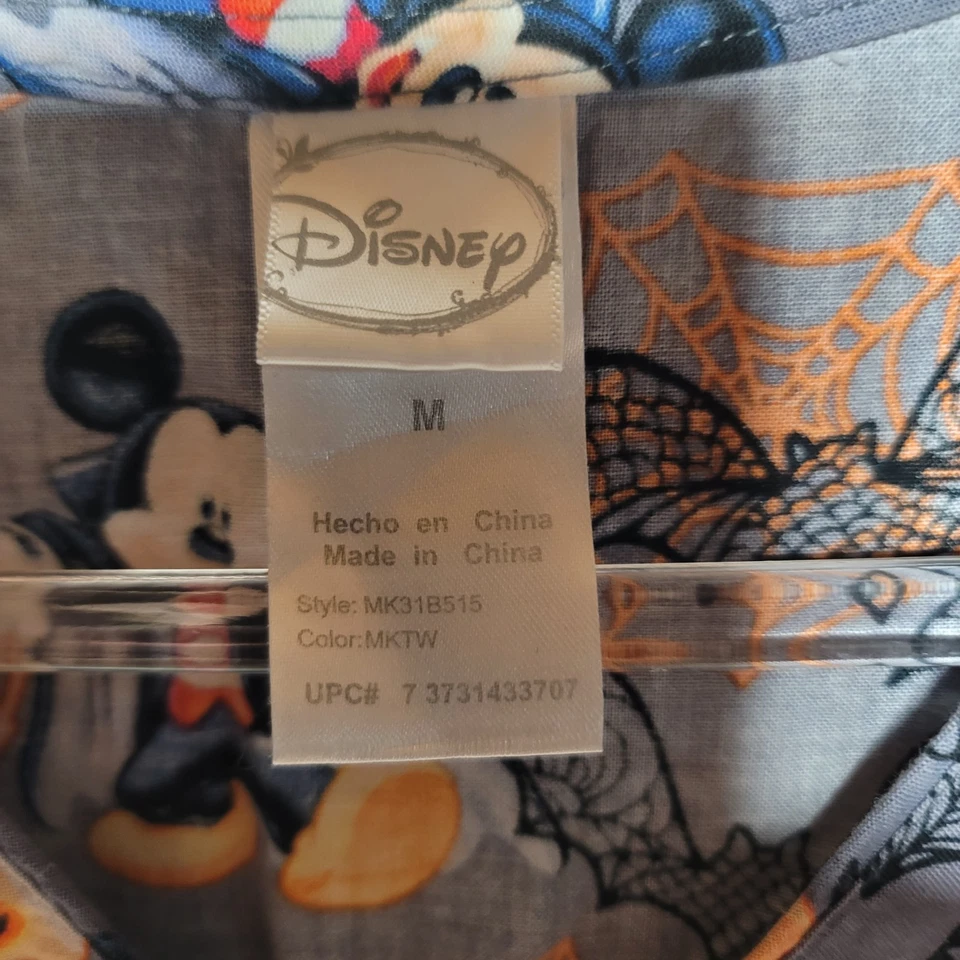 Disney
M
Hecho en China
Made in China
Style: MK31B515
Color:MKTW
UPC# 7 3731433707